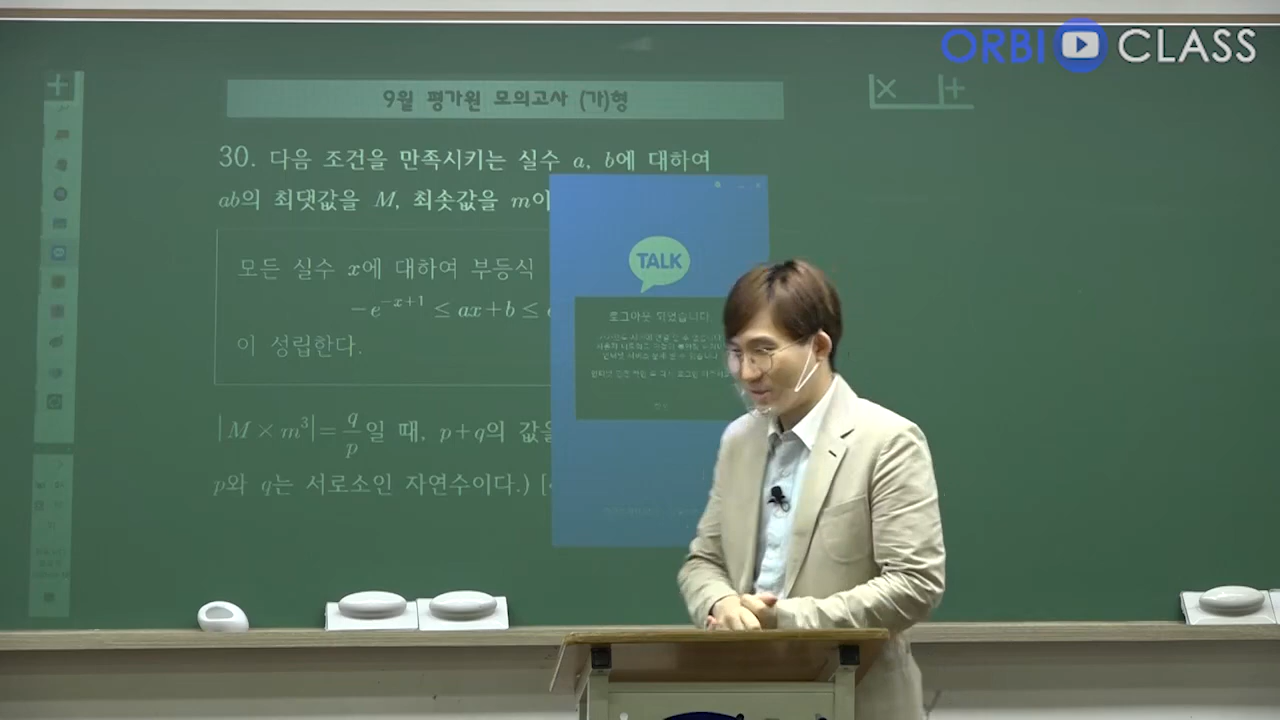 ORBI CLASS
9월 평가원 모의고사 (가)형
30. 다음 조건을 만족시키는 실수 a, b에 대하여
ab의 최댓값을 M, 최솟값을 m이
모든 실수 x에 대하여 부등식
-e^{-x+1} ≤ ax+b ≤
이 성립한다.
|M×m³|=q/p일 때, p+q의 값을
p와 q는 서로소인 자연수이다.) [
TALK
로그아웃 되었습니다.